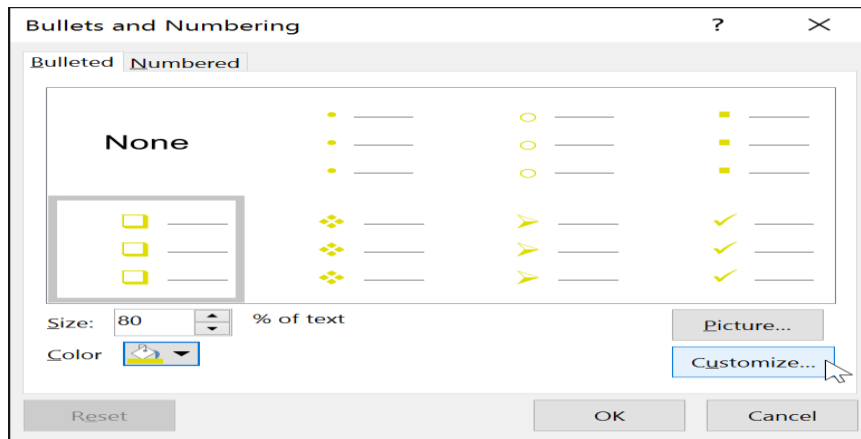 Bullets and Numbering ?
Bulleted Numbered
None
Size: 80 % of text
Picture...
Color
Customize...
Reset OK Cancel